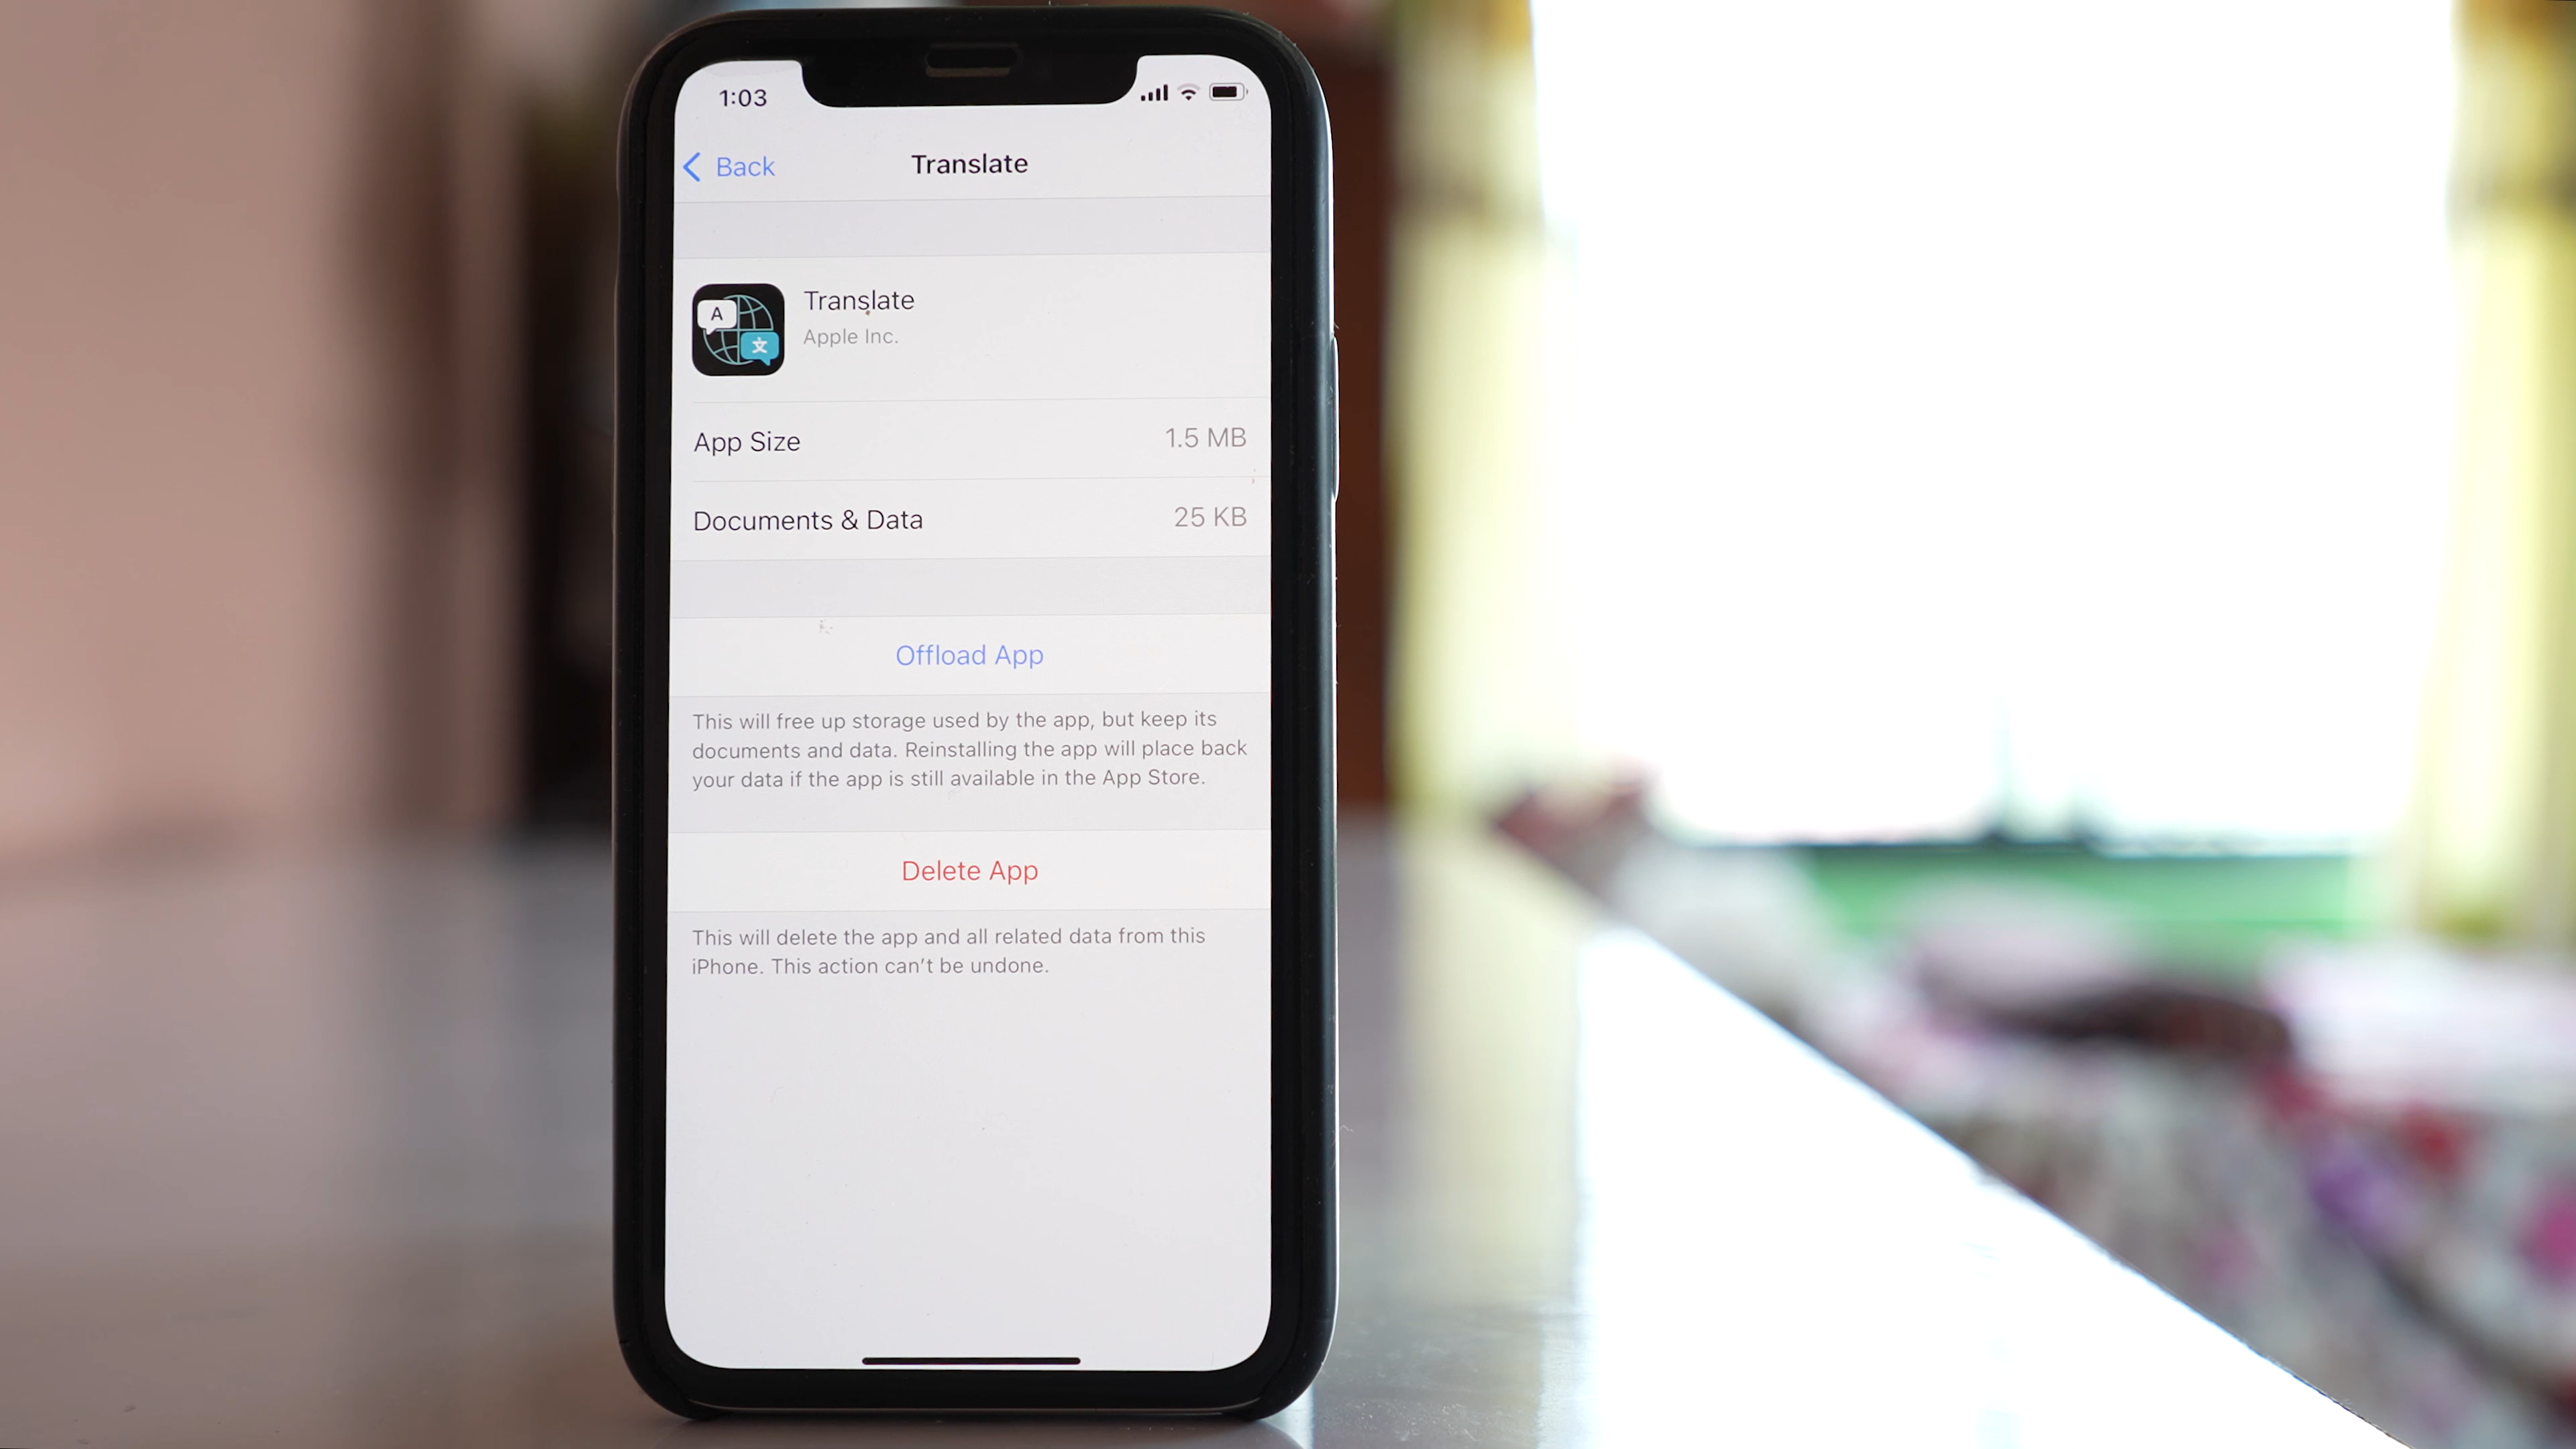 1:03
Back
Translate
A
文
Translate
Apple Inc.
App Size
1.5 MB
Documents & Data
25 KB
Offload App
This will free up storage used by the app, but keep its
documents and data. Reinstalling the app will place back
your data if the app is still available in the App Store.
Delete App
This will delete the app and all related data from this
iPhone. This action can’t be undone.